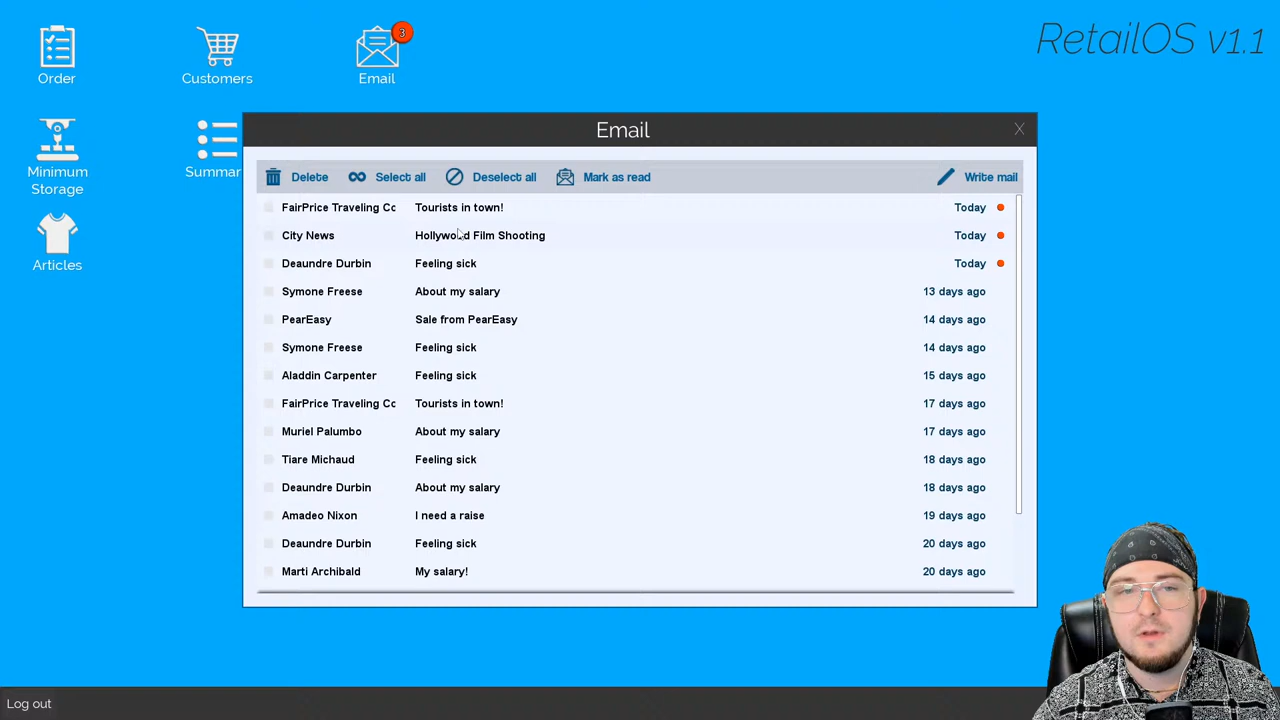 RetailOS v1.1
Order
Customers
Email
3
Minimum
Storage
Summar
Articles
Email
X
Delete
Select all
Deselect all
Mark as read
Write mail
FairPrice Traveling Cc Tourists in town! Today
City News Hollywood Film Shooting Today
Deaundre Durbin Feeling sick Today
Symone Freese About my salary 13 days ago
PearEasy Sale from PearEasy 14 days ago
Symone Freese Feeling sick 14 days ago
Aladdin Carpenter Feeling sick 15 days ago
FairPrice Traveling Cc Tourists in town! 17 days ago
Muriel Palumbo About my salary 17 days ago
Tiare Michaud Feeling sick 18 days ago
Deaundre Durbin About my salary 18 days ago
Amadeo Nixon I need a raise 19 days ago
Deaundre Durbin Feeling sick 20 days ago
Marti Archibald My salary! 20 days ago
Log out